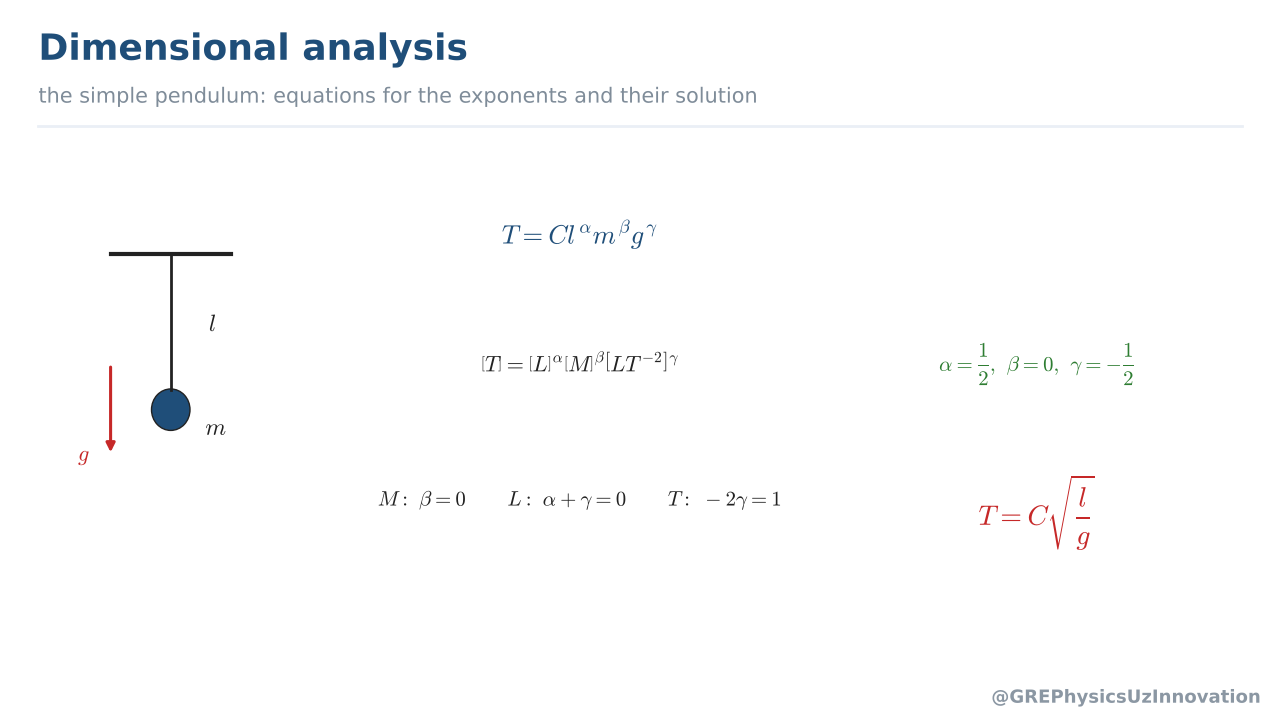 Dimensional analysis
the simple pendulum: equations for the exponents and their solution
T = Cl^α m^β g^γ
l
[T] = [L]^α [M]^β [LT^−2]^γ
α = 1/2, β = 0, γ = −1/2
m
g
M : β = 0 L : α + γ = 0 T : −2γ = 1
T = C√(l/g)
@GREPhysicsUzInnovation